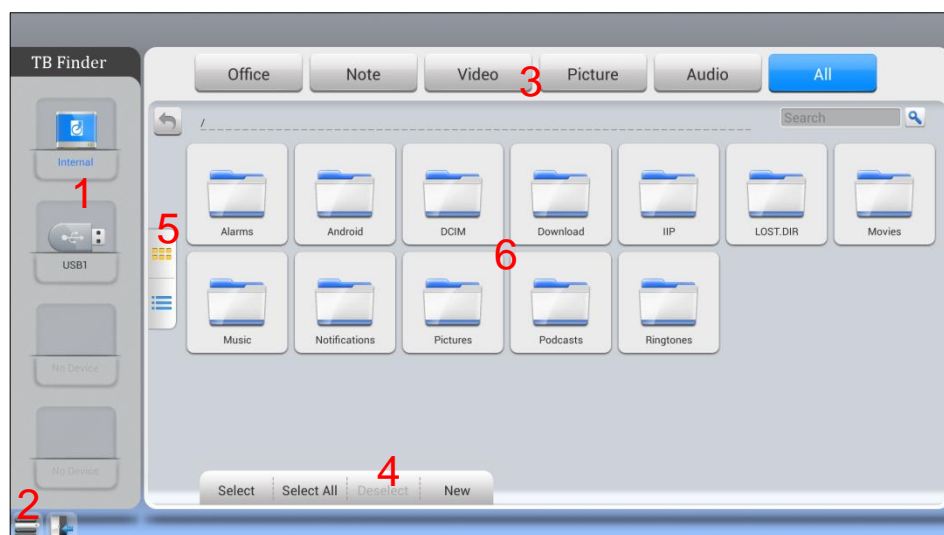 TB Finder
Office Note Video 3 Picture Audio All
/ Search
Internal
1
USB1
No Device
No Device
2
5
Alarms Android DCIM Download IIP LOST.DIR Movies
6
Music Notifications Pictures Podcasts Ringtones
4
Select Select All Deselect New